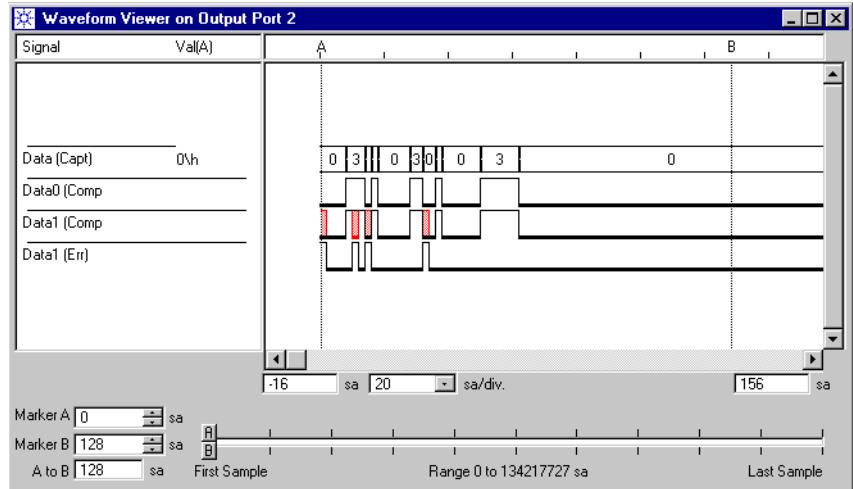 Waveform Viewer on Output Port 2
Signal Val(A) A B
Data (Capt) 0\h 0 3 0 3 0 0 3 0
Data0 (Comp
Data1 (Comp
Data1 (Err)
-16 sa 20 sa/div. 156 sa
Marker A 0 sa A
Marker B 128 sa B
A to B 128 sa First Sample Range 0 to 134217727 sa Last Sample